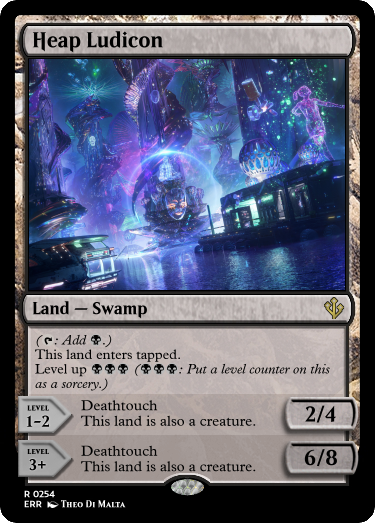 Heap Ludicon
Land — Swamp
(T: Add B.)
This land enters tapped.
Level up BBB (BBB: Put a level counter on this
as a sorcery.)
LEVEL
1-2
Deathtouch
This land is also a creature.
2/4
LEVEL
3+
Deathtouch
This land is also a creature.
6/8
R 0254
ERR Theo Di Malta